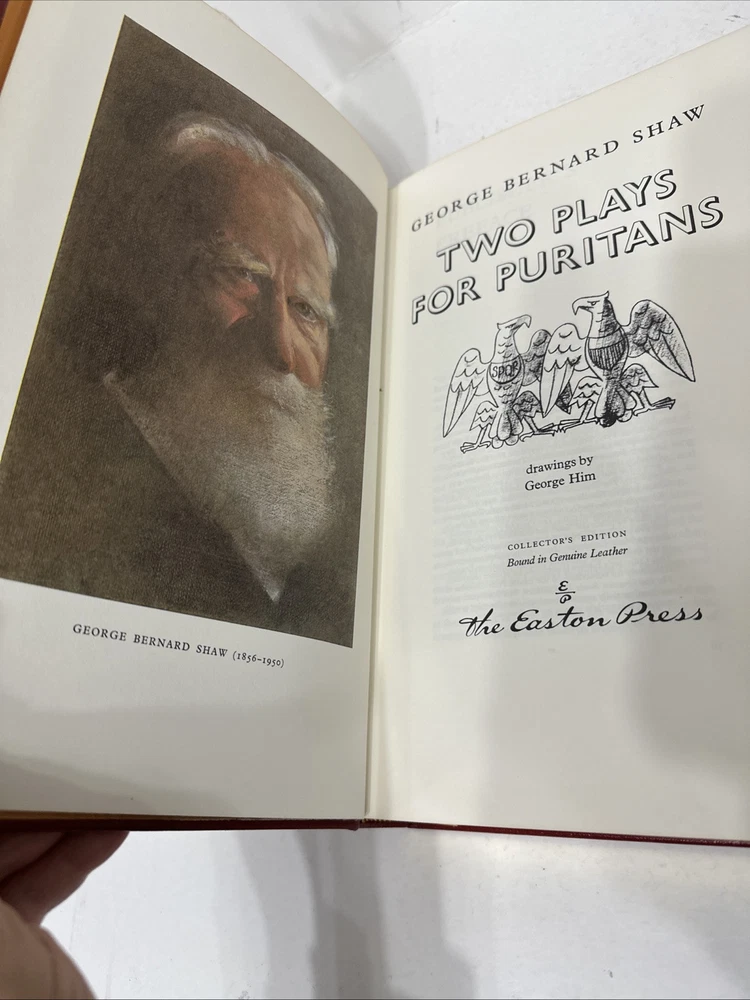 GEORGE BERNARD SHAW (1856–1950)
GEORGE BERNARD SHAW
TWO PLAYS
FOR PURITANS
SPQR
drawings by
George Him
COLLECTOR'S EDITION
Bound in Genuine Leather
E
P
The Easton Press